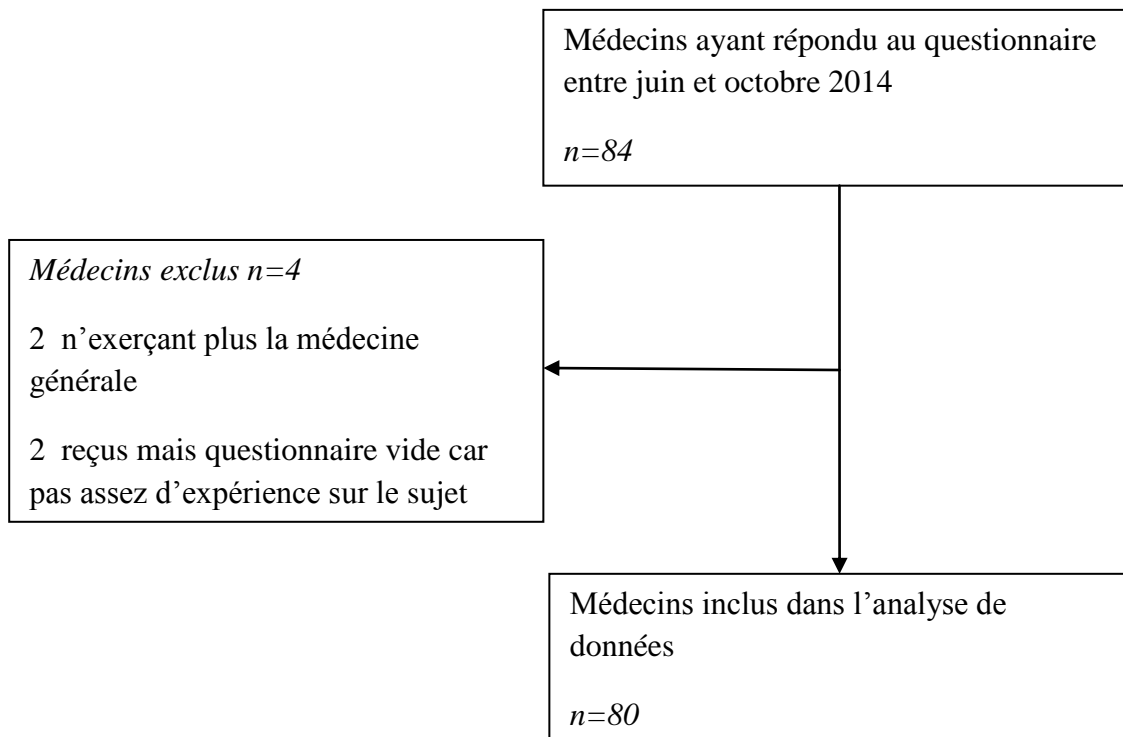 Médecins ayant répondu au questionnaire
entre juin et octobre 2014
n=84
Médecins exclus n=4
2 n’exerçant plus la médecine
générale
2 reçus mais questionnaire vide car
pas assez d’expérience sur le sujet
Médecins inclus dans l’analyse de
données
n=80